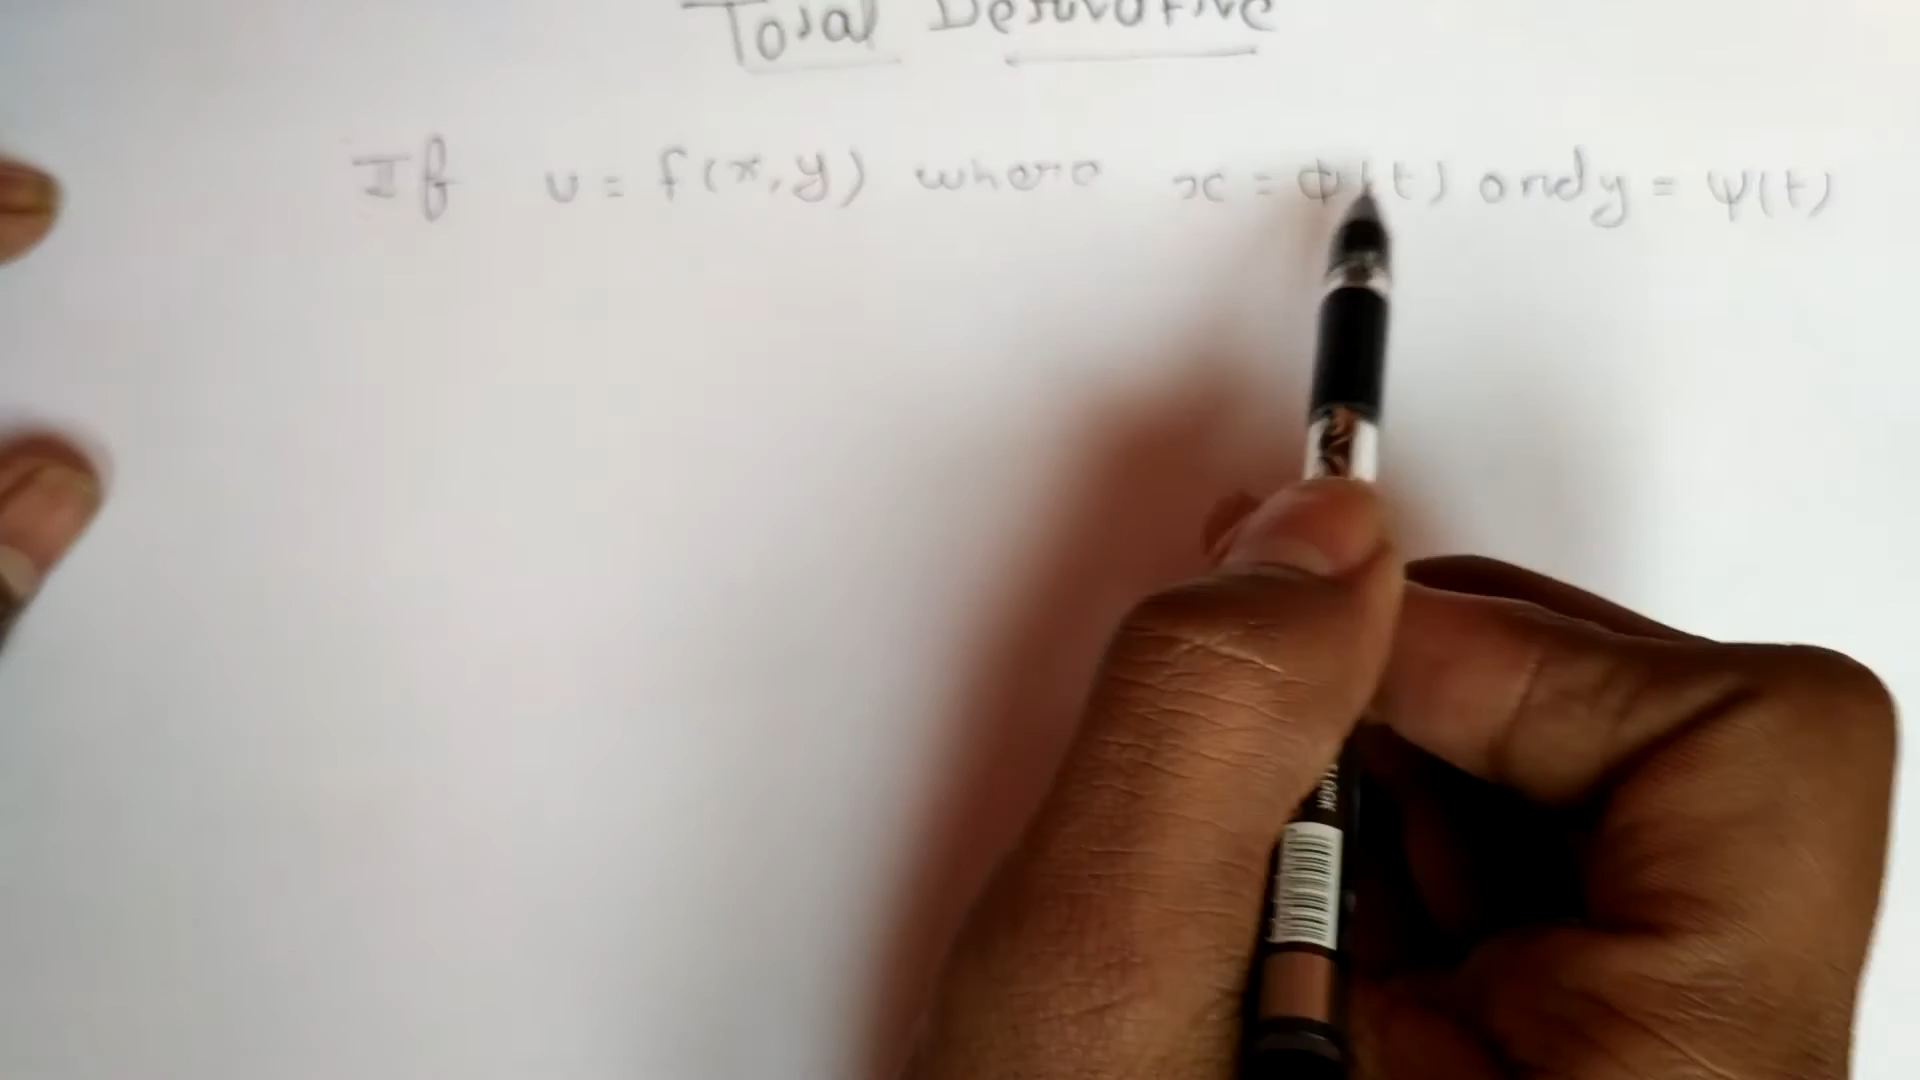 Total Derivative
If u = f(x,y) where x = φ(t) and y = ψ(t)